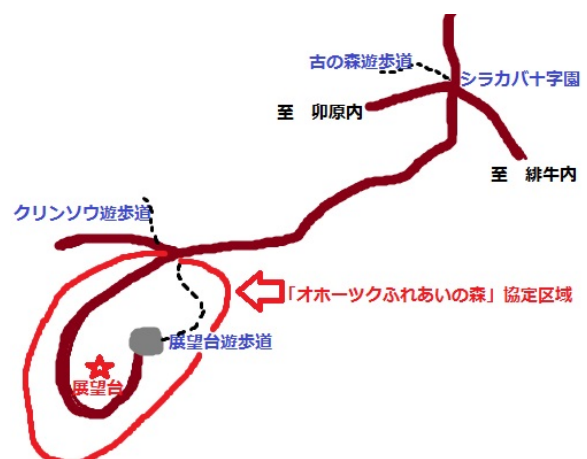 古の森遊歩道
シラカバ十字園
至　卯原内
至　緋牛内
クリンソウ遊歩道
「オホーツクふれあいの森」協定区域
展望台遊歩道
展望台